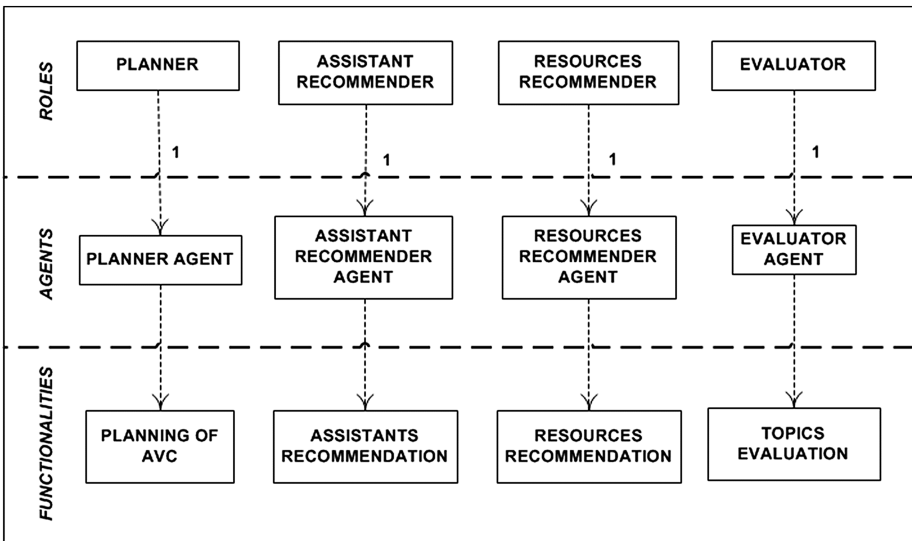 ROLES
PLANNER
ASSISTANT
RECOMMENDER
RESOURCES
RECOMMENDER
EVALUATOR
1
1
1
1
AGENTS
PLANNER AGENT
ASSISTANT
RECOMMENDER
AGENT
RESOURCES
RECOMMENDER
AGENT
EVALUATOR
AGENT
FUNCTIONALITIES
PLANNING OF
AVC
ASSISTANTS
RECOMMENDATION
RESOURCES
RECOMMENDATION
TOPICS
EVALUATION